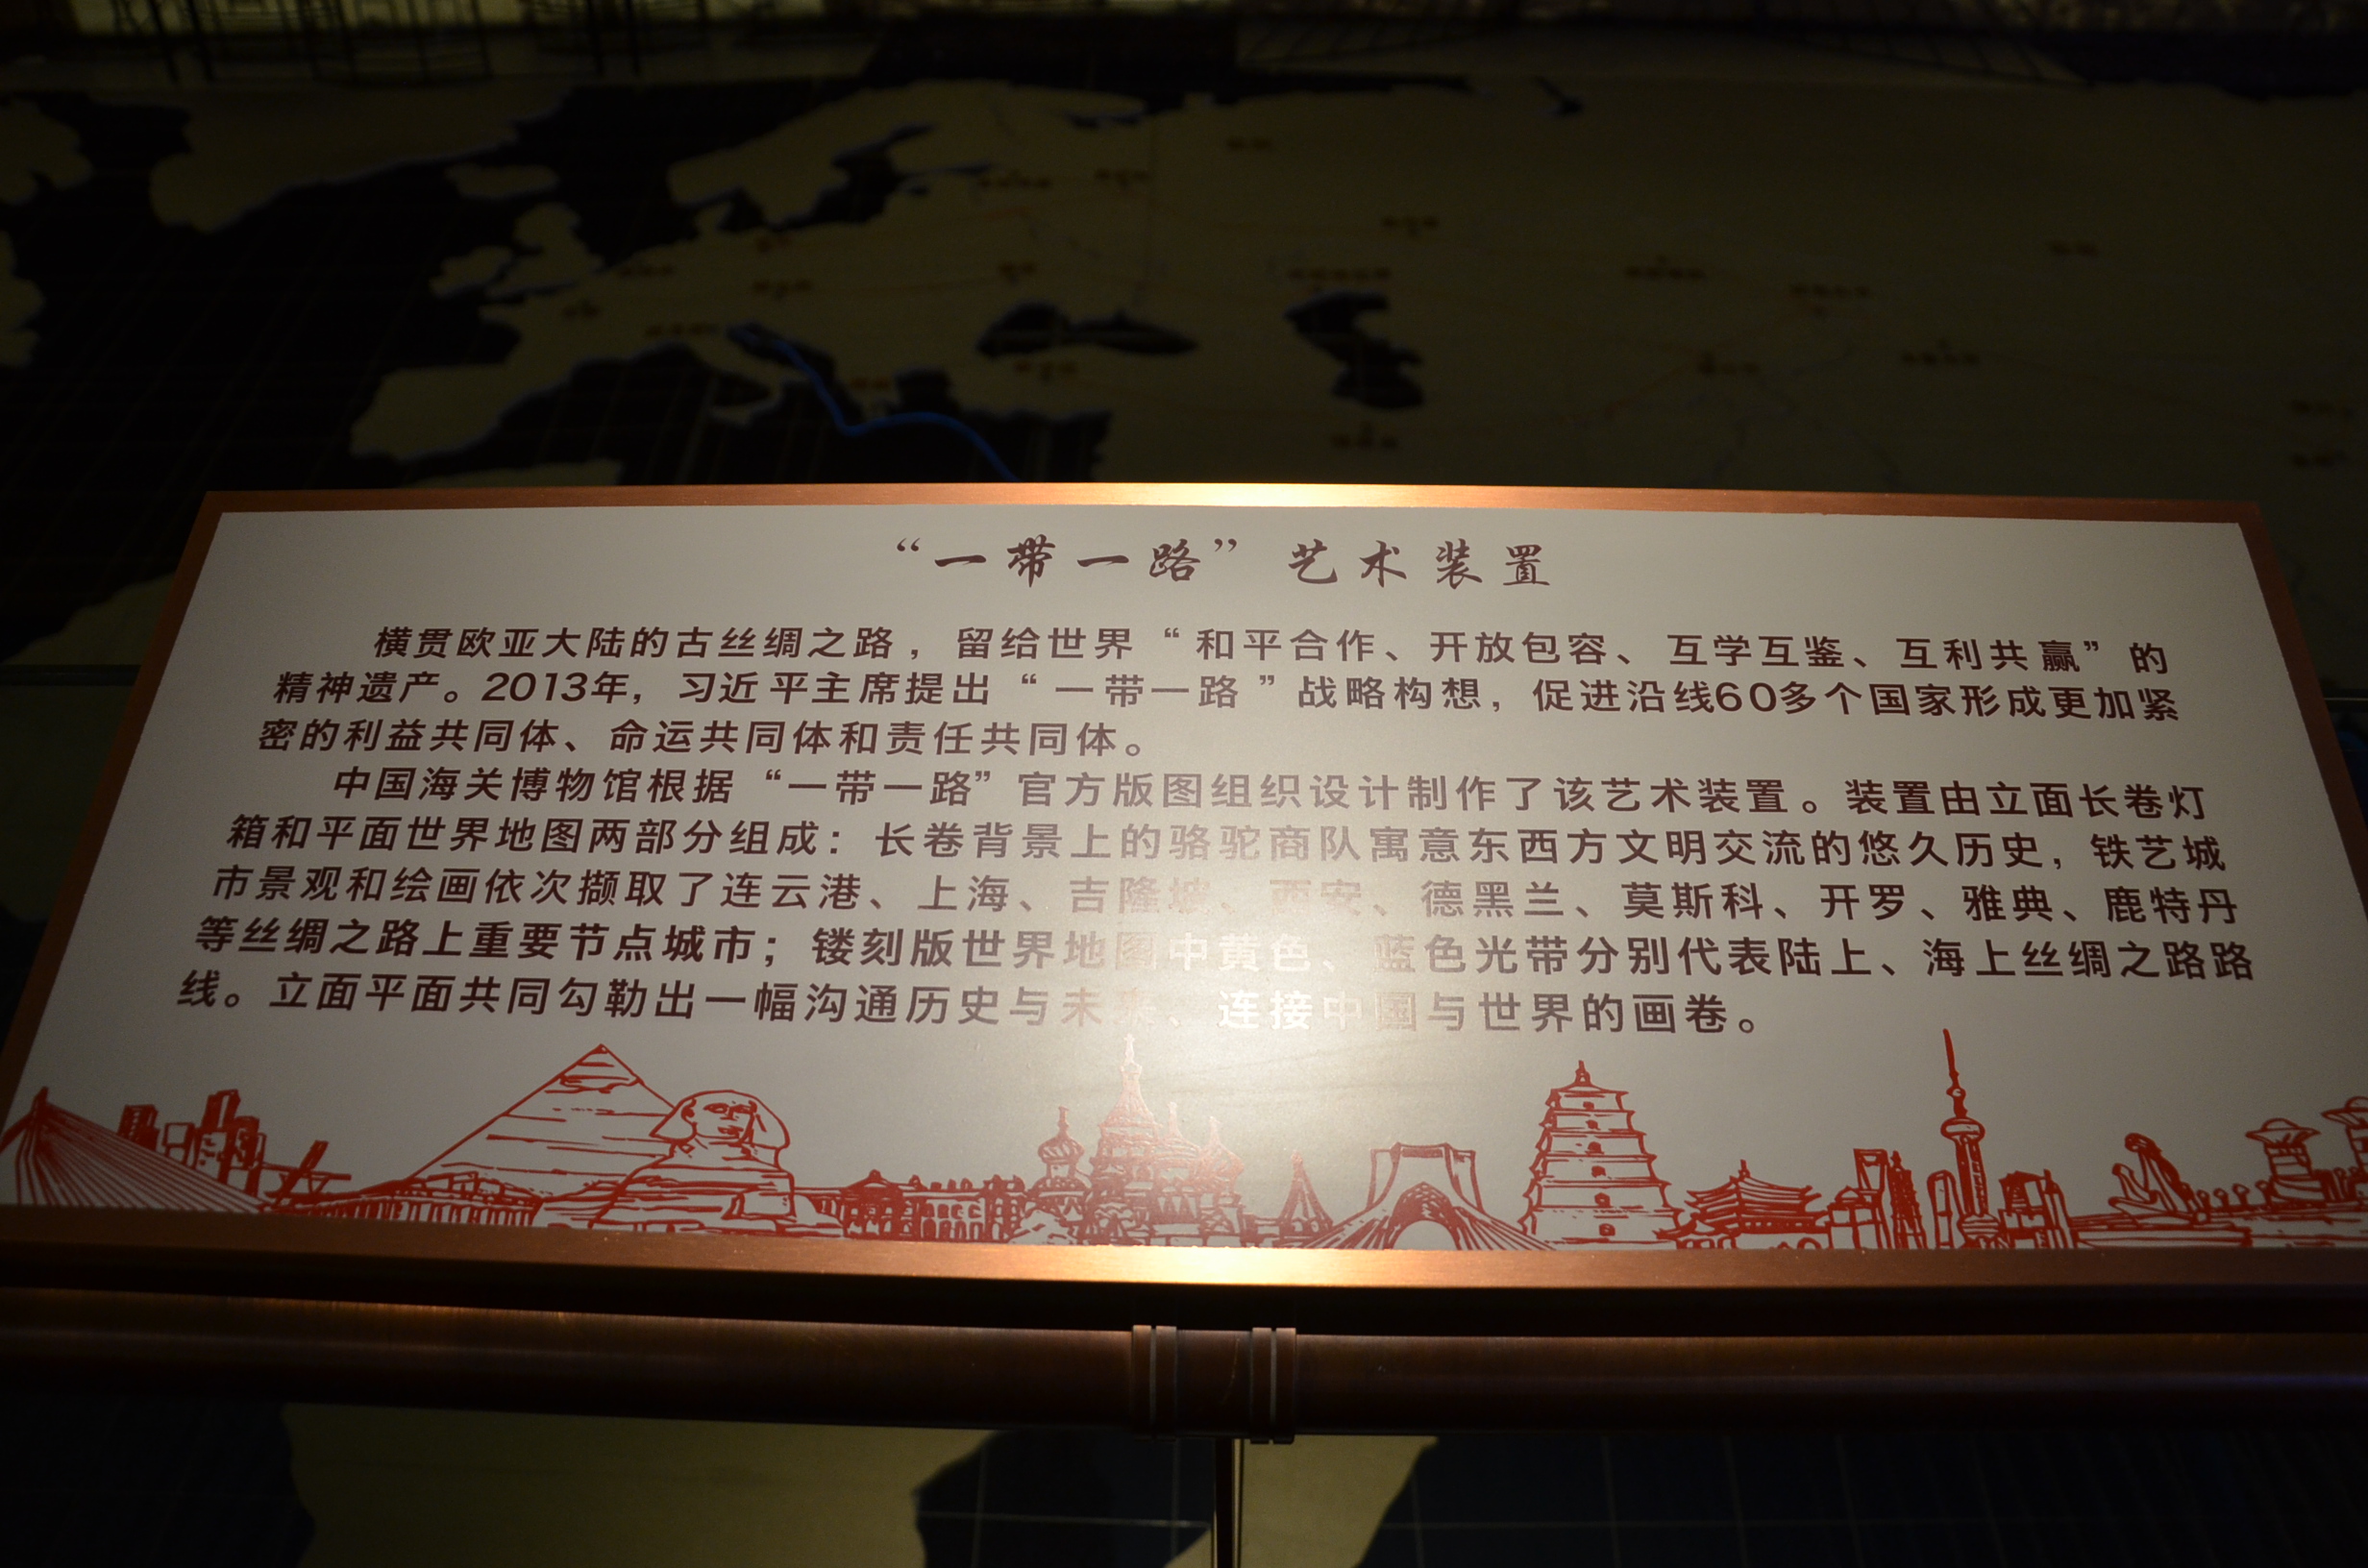 “一带一路”艺术装置
横贯欧亚大陆的古丝绸之路，留给世界“和平合作、开放包容、互学互鉴、互利共赢”的
精神遗产。2013年，习近平主席提出“一带一路”战略构想，促进沿线60多个国家形成更加紧
密的利益共同体、命运共同体和责任共同体。
中国海关博物馆根据“一带一路”官方版图组织设计制作了该艺术装置。装置由立面长卷灯
箱和平面世界地图两部分组成：长卷背景上的骆驼商队寓意东西方文明交流的悠久历史，铁艺城
市景观和绘画依次撷取了连云港、上海、吉隆坡、西安、德黑兰、莫斯科、开罗、雅典、鹿特丹
等丝绸之路上重要节点城市；镂刻版世界地图中黄色、蓝色光带分别代表陆上、海上丝绸之路路
线。立面平面共同勾勒出一幅沟通历史与未来、连接中国与世界的画卷。